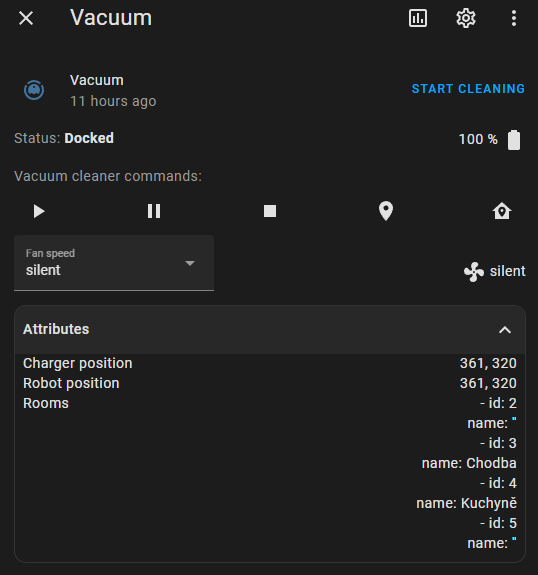 Vacuum
Vacuum
START CLEANING
11 hours ago
Status: Docked
100 %
Vacuum cleaner commands:
Fan speed
silent
silent
Attributes
Charger position 361, 320
Robot position 361, 320
Rooms - id: 2
name: ''
- id: 3
name: Chodba
- id: 4
name: Kuchyně
- id: 5
name: ''